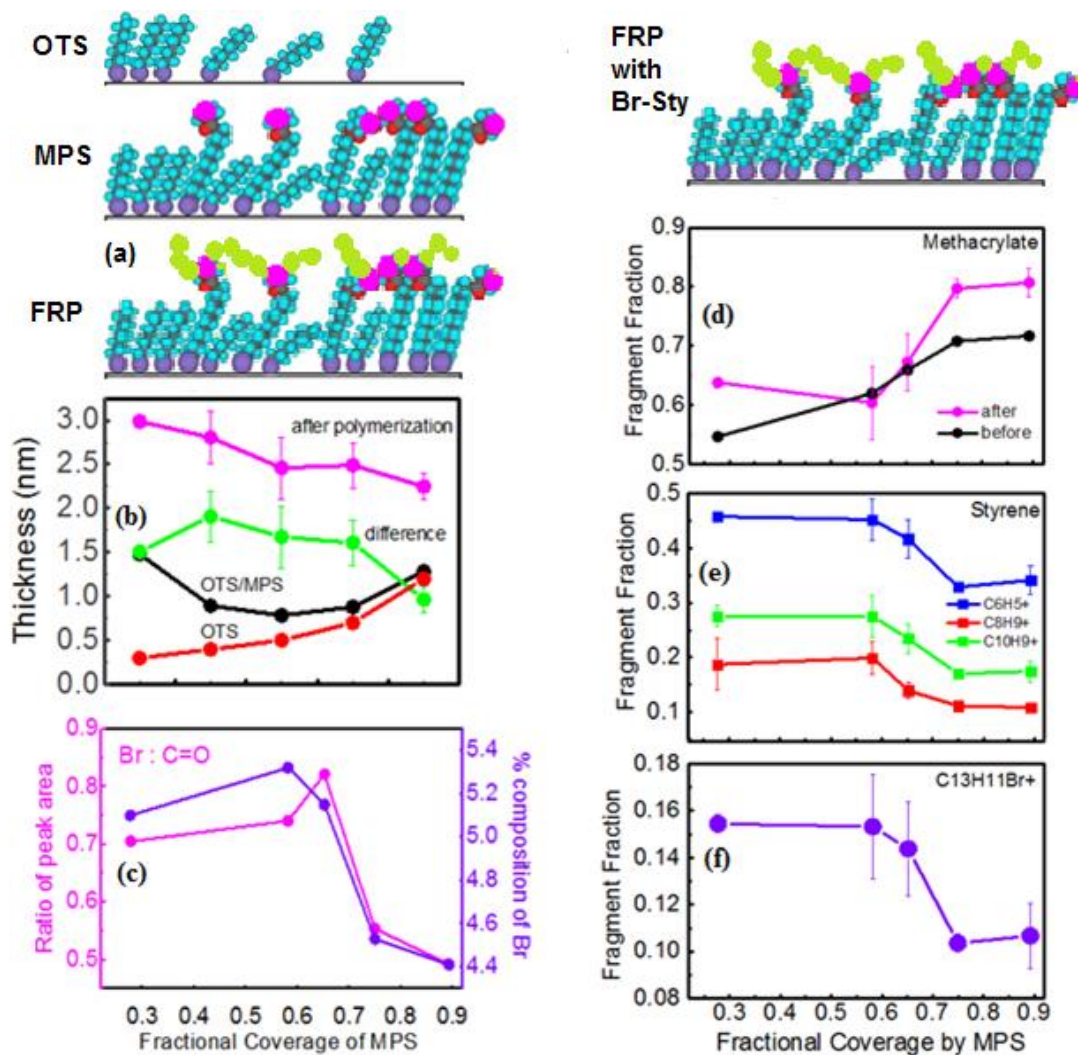 OTS
MPS
(a)
FRP
3.0
2.5
2.0
1.5
1.0
0.5
0.0
Thickness (nm)
after polymerization
(b)
difference
OTS/MPS
OTS
0.9
0.8
0.7
0.6
0.5
Ratio of peak area
Br : C=O
(c)
5.4
5.2
5.0
4.8
4.6
4.4
% composition of Br
0.3 0.4 0.5 0.6 0.7 0.8 0.9
Fractional Coverage of MPS
FRP
with
Br-Sty
0.9
0.8
0.7
0.6
0.5
Fragment Fraction
Methacrylate
(d)
after
before
0.5
0.4
0.3
0.2
0.1
Fragment Fraction
Styrene
(e)
C6H5+
C8H9+
C10H9+
0.18
0.16
0.14
0.12
0.10
0.08
Fragment Fraction
C13H11Br+
(f)
0.3 0.4 0.5 0.6 0.7 0.8 0.9
Fractional Coverage by MPS